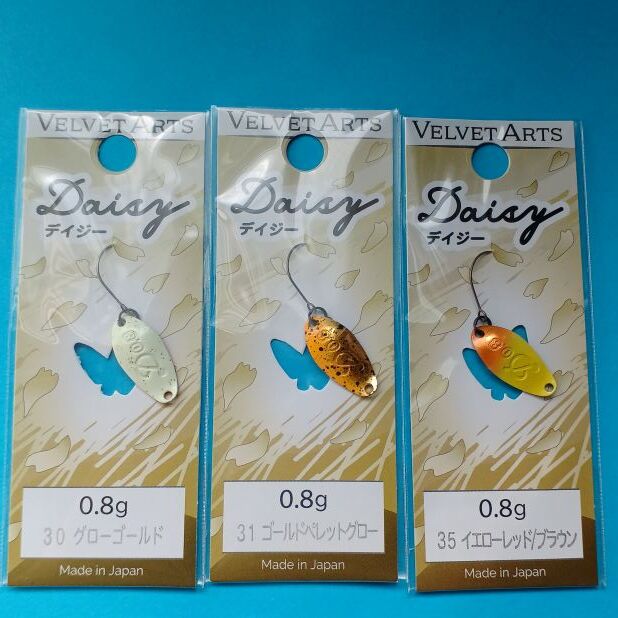 VELVET ARTS
Daisy
デイジー
0.8g
30 グローゴールド
Made in Japan
VELVET ARTS
Daisy
デイジー
0.8g
31 ゴールドペレットグロー
Made in Japan
VELVET ARTS
Daisy
デイジー
0.8g
35 イエローレッド/ブラウン
Made in Japan